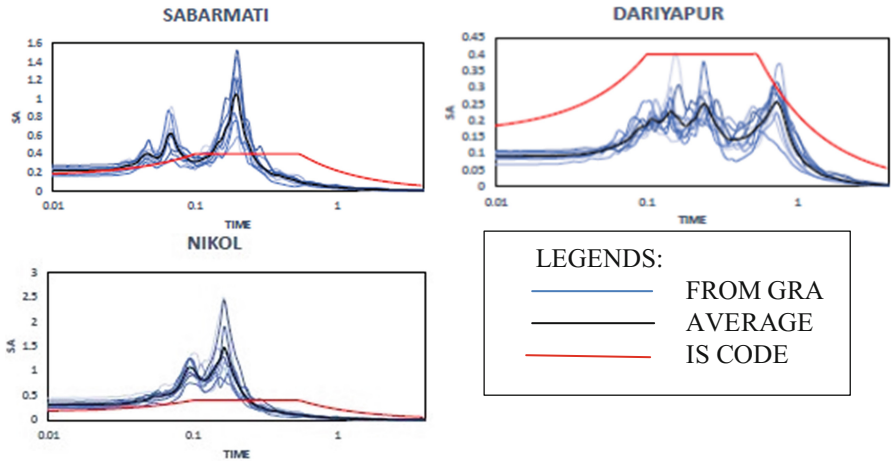 SABARMATI
1.6
1.4
1.2
1
0.8
0.6
0.4
0.2
0
SA
0.01
0.1
1
TIME
DARIYAPUR
0.45
0.4
0.35
0.3
0.25
0.2
0.15
0.1
0.05
0
SA
0.01
0.1
1
TIME
NIKOL
3
2.5
2
1.5
1
0.5
0
SA
0.01
0.1
1
TIME
LEGENDS:
FROM GRA
AVERAGE
IS CODE